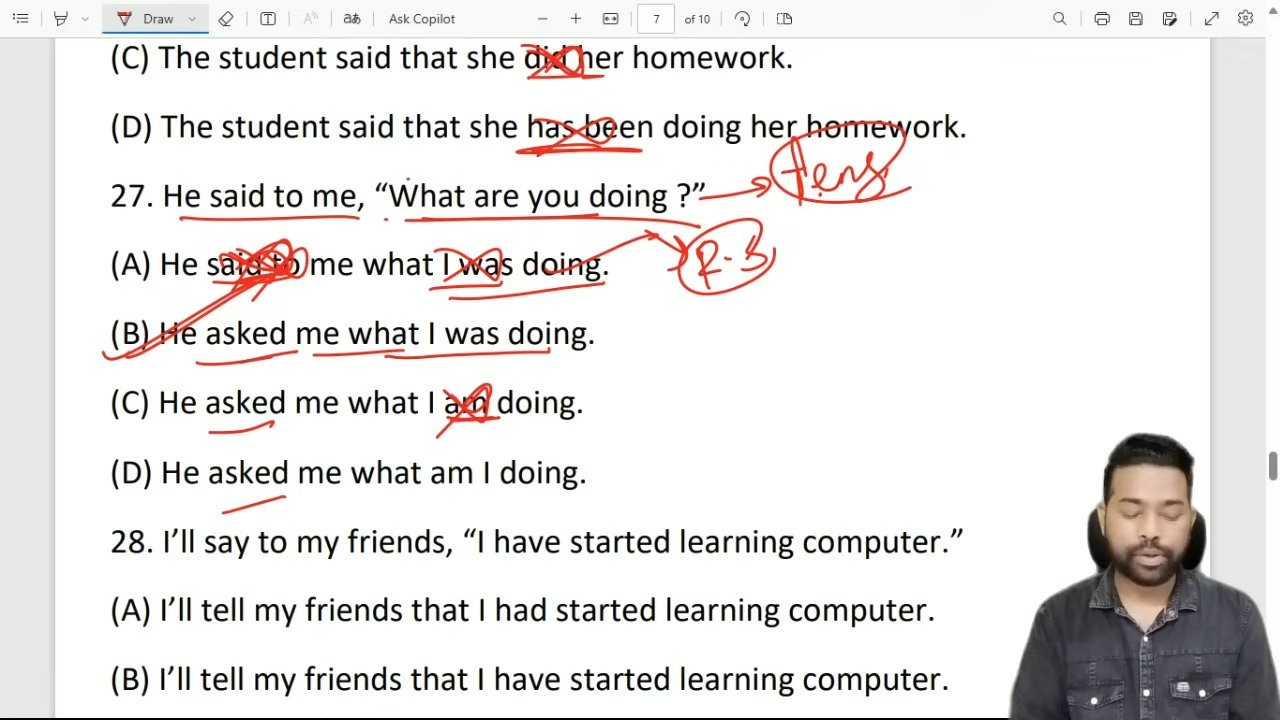 Draw
Ask Copilot
7 of 10
(C) The student said that she did her homework.
(D) The student said that she has been doing her homework.
27. He said to me, “What are you doing ?”
(A) He said to me what I was doing.
R-3
(B) He asked me what I was doing.
(C) He asked me what I am doing.
(D) He asked me what am I doing.
28. I’ll say to my friends, “I have started learning computer.”
(A) I’ll tell my friends that I had started learning computer.
(B) I’ll tell my friends that I have started learning computer.